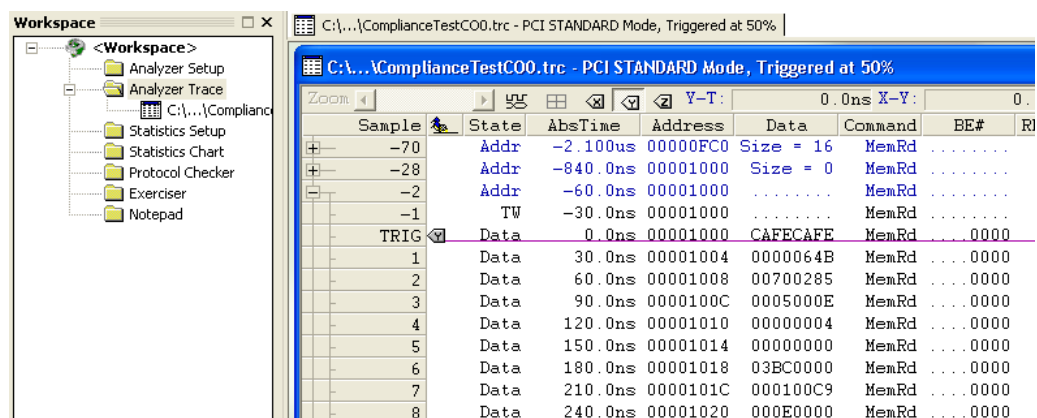 Workspace
<Workspace>
Analyzer Setup
Analyzer Trace
C:\...\Compliance
Statistics Setup
Statistics Chart
Protocol Checker
Exerciser
Notepad
C:\...\ComplianceTestCO0.trc - PCI STANDARD Mode, Triggered at 50%
C:\...\ComplianceTestCO0.trc - PCI STANDARD Mode, Triggered at 50%
Zoom X Y Z Y-T: 0.0ns X-Y: 0.
Sample State AbsTime Address Data Command BE#
-70 Addr -2.100us 00000FC0 Size = 16 MemRd ........
-28 Addr -840.0ns 00001000 Size = 0 MemRd ........
-2 Addr -60.0ns 00001000 ........ MemRd ........
-1 TW -30.0ns 00001000 ........ MemRd ........
TRIG Y Data 0.0ns 00001000 CAFECAFE MemRd ....0000
1 Data 30.0ns 00001004 0000064B MemRd ....0000
2 Data 60.0ns 00001008 00700285 MemRd ....0000
3 Data 90.0ns 0000100C 0005000E MemRd ....0000
4 Data 120.0ns 00001010 00000004 MemRd ....0000
5 Data 150.0ns 00001014 00000000 MemRd ....0000
6 Data 180.0ns 00001018 03BC0000 MemRd ....0000
7 Data 210.0ns 0000101C 000100C9 MemRd ....0000
8 Data 240.0ns 00001020 000E0000 MemRd ....0000